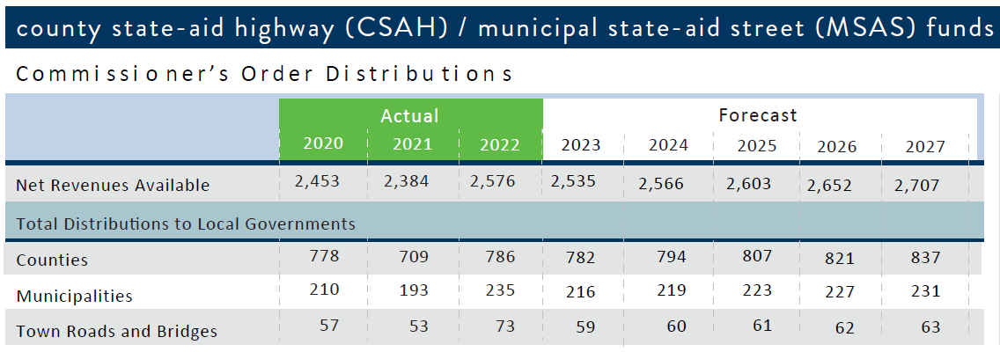 county state-aid highway (CSAH) / municipal state-aid street (MSAS) funds
Commissioner's Order Distributions
Actual Forecast
2020 2021 2022 2023 2024 2025 2026 2027
Net Revenues Available 2,453 2,384 2,576 2,535 2,566 2,603 2,652 2,707
Total Distributions to Local Governments
Counties 778 709 786 782 794 807 821 837
Municipalities 210 193 235 216 219 223 227 231
Town Roads and Bridges 57 53 73 59 60 61 62 63